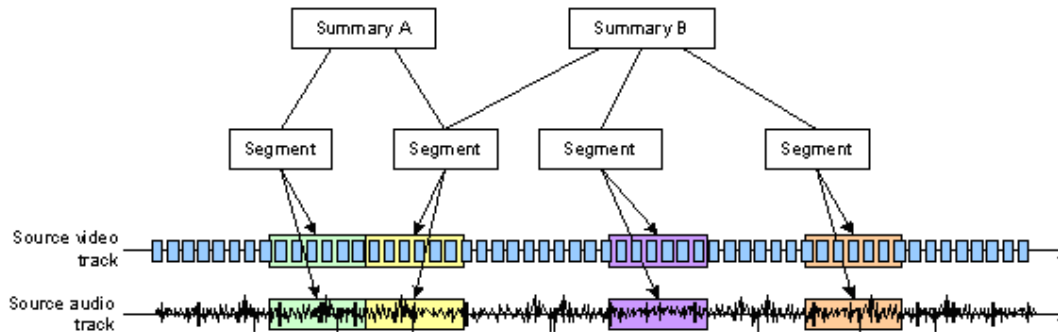 Summary A
Summary B
Segment
Segment
Segment
Segment
Source video
track
Source audio
track